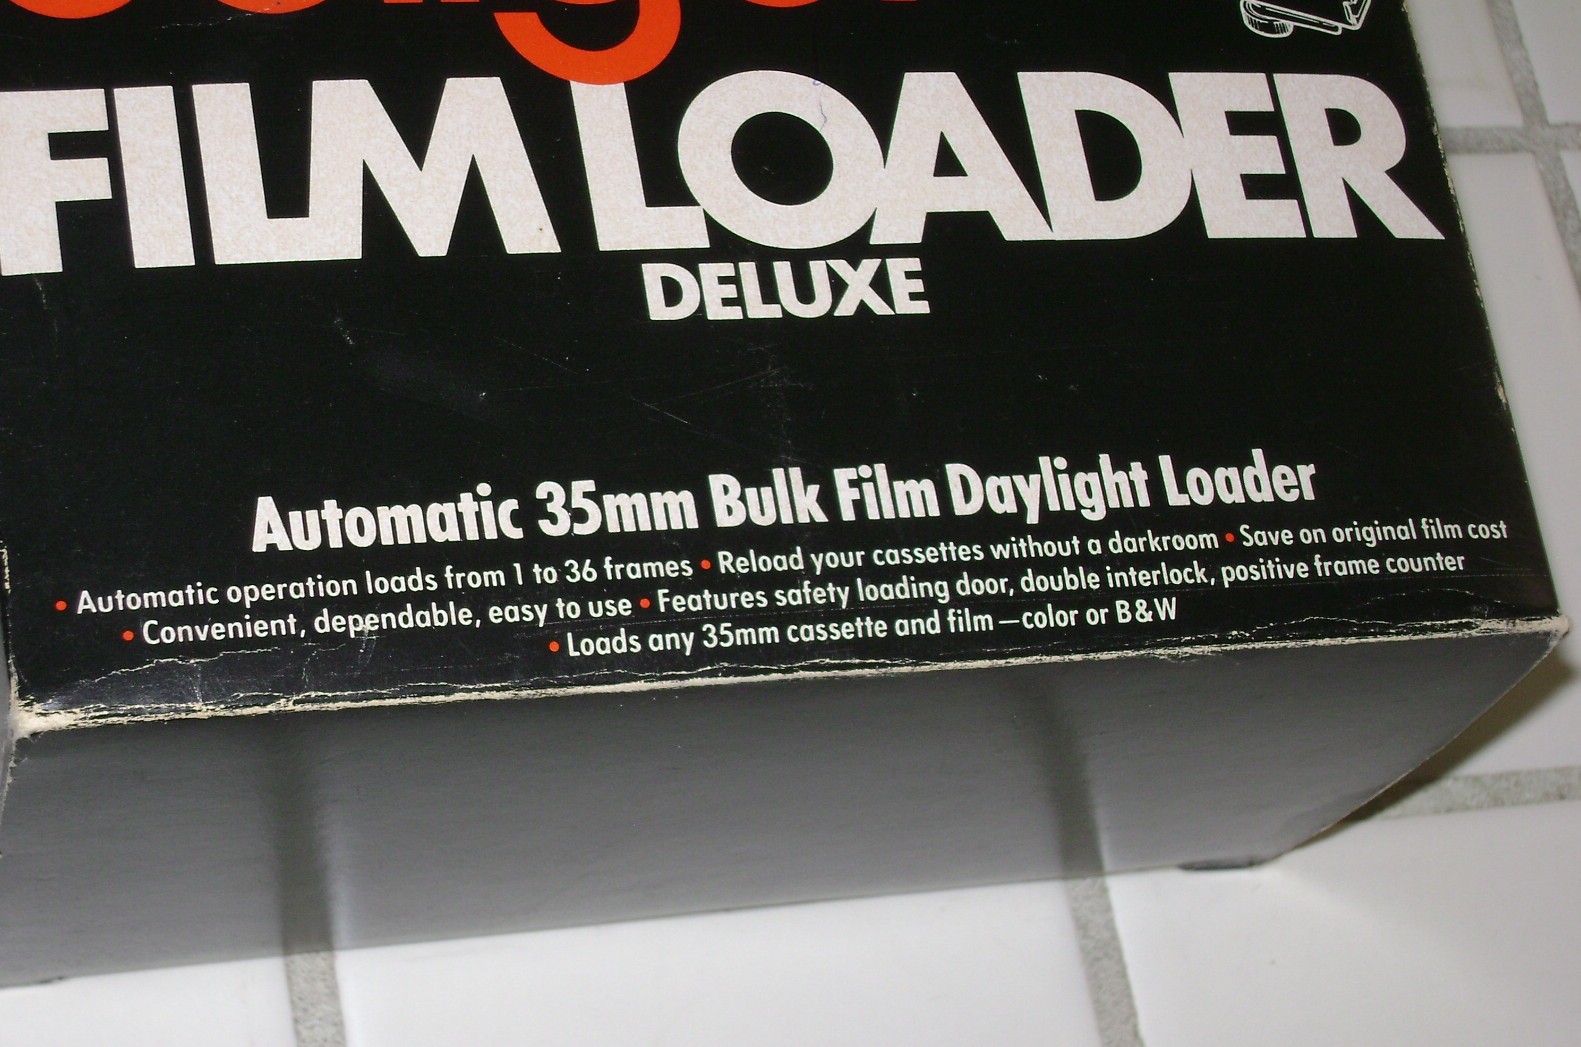 FILM LOADER
DELUXE
Automatic 35mm Bulk Film Daylight Loader
• Automatic operation loads from 1 to 36 frames • Reload your cassettes without a darkroom • Save on original film cost
• Convenient, dependable, easy to use • Features safety loading door, double interlock, positive frame counter
• Loads any 35mm cassette and film—color or B&W